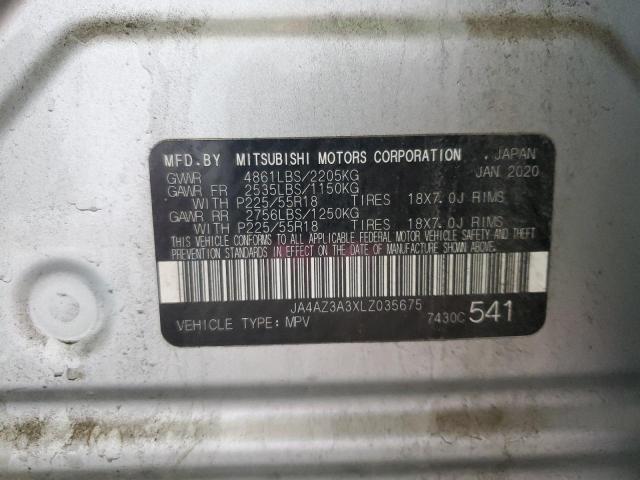 MFD.BY MITSUBISHI MOTORS CORPORATION , JAPAN
GVWR 4861LBS/2205KG JAN 2020
GAWR FR 2535LBS/1150KG
WITH P225/55R18 TIRES 18X7.0J RIMS
GAWR RR 2756LBS/1250KG
WITH P225/55R18 TIRES 18X7.0J RIMS
THIS VEHICLE CONFORMS TO ALL APPLICABLE FEDERAL MOTOR VEHICLE SAFETY AND THEFT
PREVENTION STANDARDS IN EFFECT ON THE DATE OF MANUFACTURE SHOWN ABOVE.
JA4AZ3A3XLZ035675
VEHICLE TYPE: MPV 7430C 541